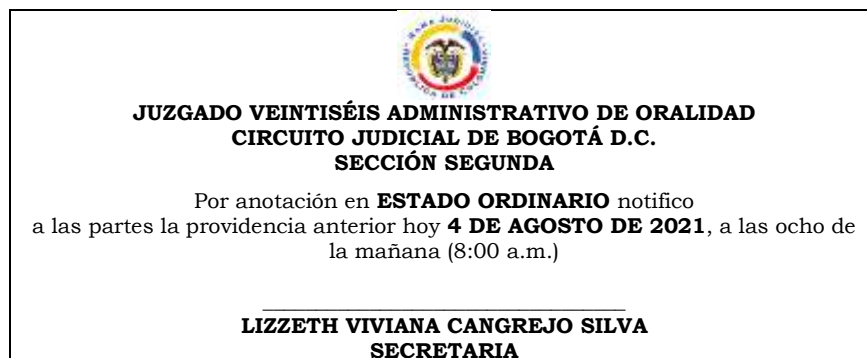 JUZGADO VEINTISÉIS ADMINISTRATIVO DE ORALIDAD
CIRCUITO JUDICIAL DE BOGOTÁ D.C.
SECCIÓN SEGUNDA
Por anotación en ESTADO ORDINARIO notifico
a las partes la providencia anterior hoy 4 DE AGOSTO DE 2021, a las ocho de
la mañana (8:00 a.m.)
LIZZETH VIVIANA CANGREJO SILVA
SECRETARIA